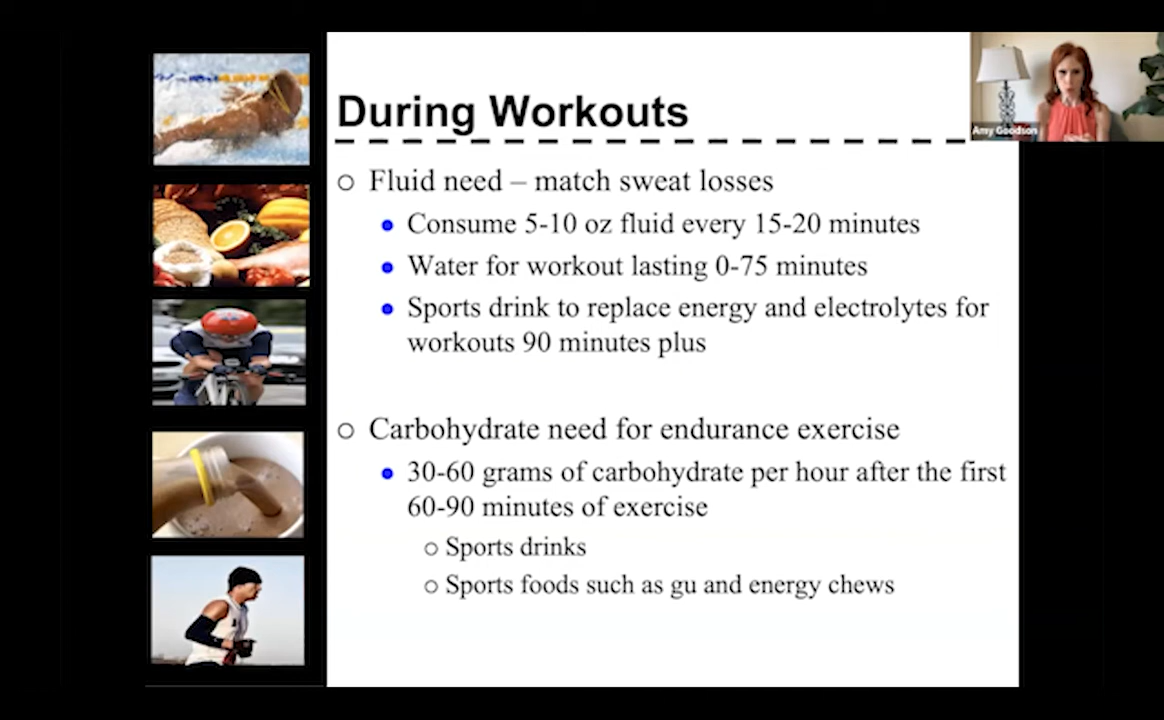 During Workouts
Amy Goodson
Fluid need – match sweat losses
Consume 5-10 oz fluid every 15-20 minutes
Water for workout lasting 0-75 minutes
Sports drink to replace energy and electrolytes for
workouts 90 minutes plus
Carbohydrate need for endurance exercise
30-60 grams of carbohydrate per hour after the first
60-90 minutes of exercise
Sports drinks
Sports foods such as gu and energy chews